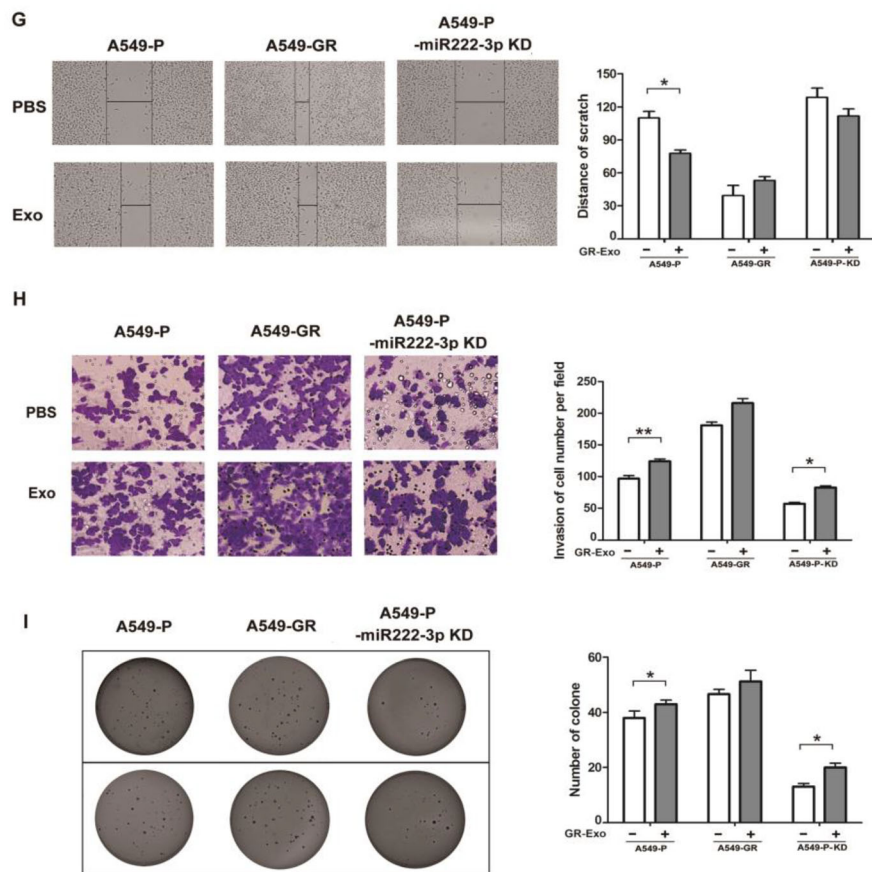 G
A549-P
A549-GR
A549-P
-miR222-3p KD
PBS
Exo
Distance of scratch
150
120
90
60
30
0
*
GR-Exo
− + − + − +
A549-P A549-GR A549-P-KD
H
A549-P
A549-GR
A549-P
-miR222-3p KD
PBS
Exo
Invasion of cell number per field
250
200
150
100
50
0
**
*
GR-Exo
− + − + − +
A549-P A549-GR A549-P-KD
I
A549-P
A549-GR
A549-P
-miR222-3p KD
Number of colone
60
40
20
0
*
*
GR-Exo
− + − + − +
A549-P A549-GR A549-P-KD